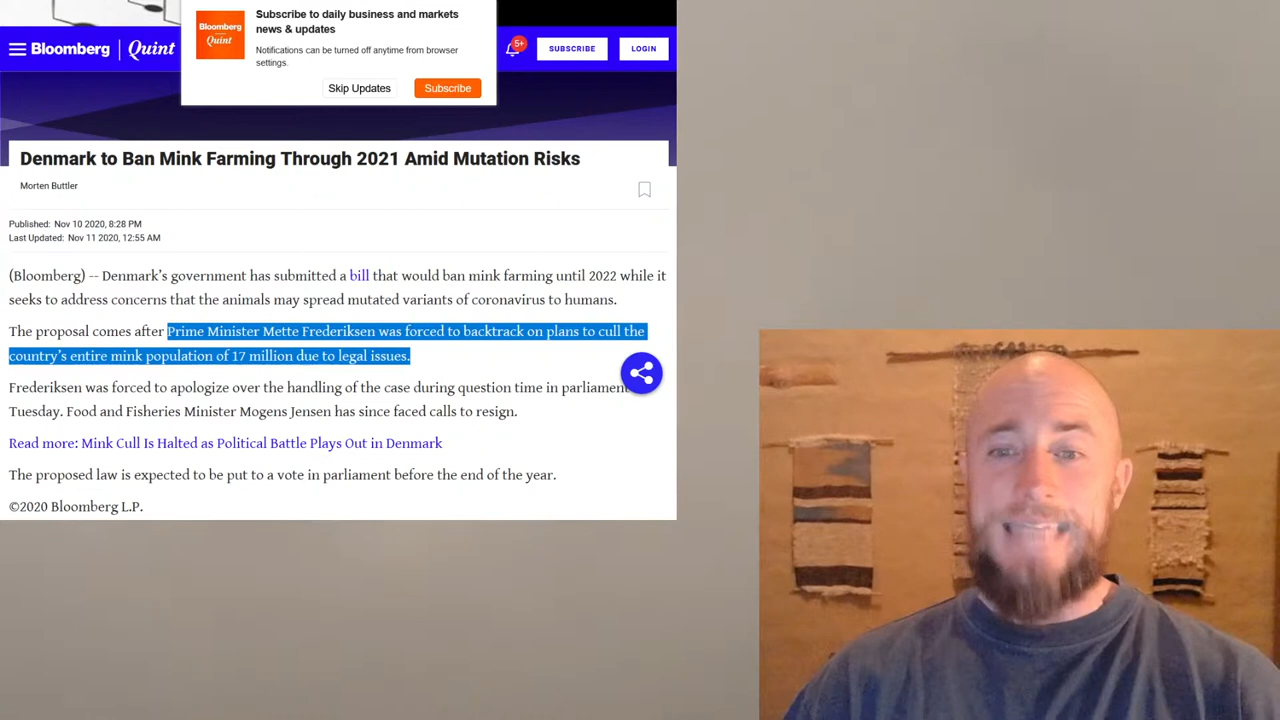 Subscribe to daily business and markets
news & updates
Bloomberg
Quint
Notifications can be turned off anytime from browser
settings.
Skip Updates
Subscribe
Bloomberg | Quint
5+
SUBSCRIBE
LOGIN
Denmark to Ban Mink Farming Through 2021 Amid Mutation Risks
Morten Buttler
Published: Nov 10 2020, 8:28 PM
Last Updated: Nov 11 2020, 12:55 AM
(Bloomberg) -- Denmark’s government has submitted a bill that would ban mink farming until 2022 while it
seeks to address concerns that the animals may spread mutated variants of coronavirus to humans.
The proposal comes after Prime Minister Mette Frederiksen was forced to backtrack on plans to cull the
country’s entire mink population of 17 million due to legal issues.
Frederiksen was forced to apologize over the handling of the case during question time in parliament
Tuesday. Food and Fisheries Minister Mogens Jensen has since faced calls to resign.
Read more: Mink Cull Is Halted as Political Battle Plays Out in Denmark
The proposed law is expected to be put to a vote in parliament before the end of the year.
©2020 Bloomberg L.P.